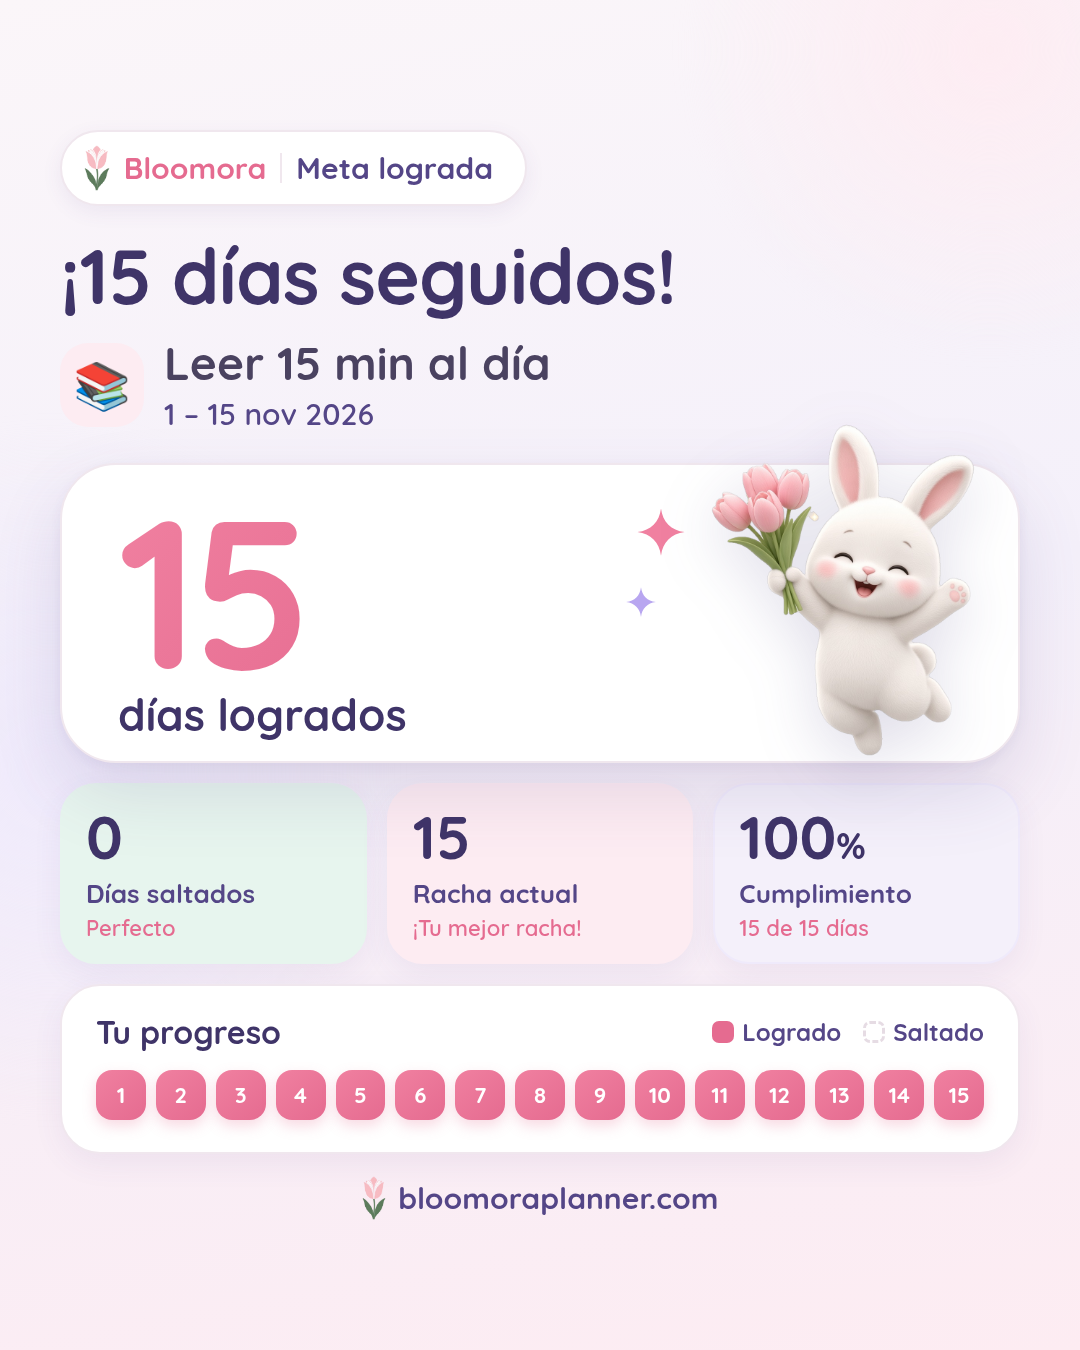 Bloomora | Meta lograda
¡15 días seguidos!
Leer 15 min al día
1 – 15 nov 2026
15
días logrados
0
Días saltados
Perfecto
15
Racha actual
¡Tu mejor racha!
100%
Cumplimiento
15 de 15 días
Tu progreso
Logrado Saltado
1 2 3 4 5 6 7 8 9 10 11 12 13 14 15
bloomoraplanner.com